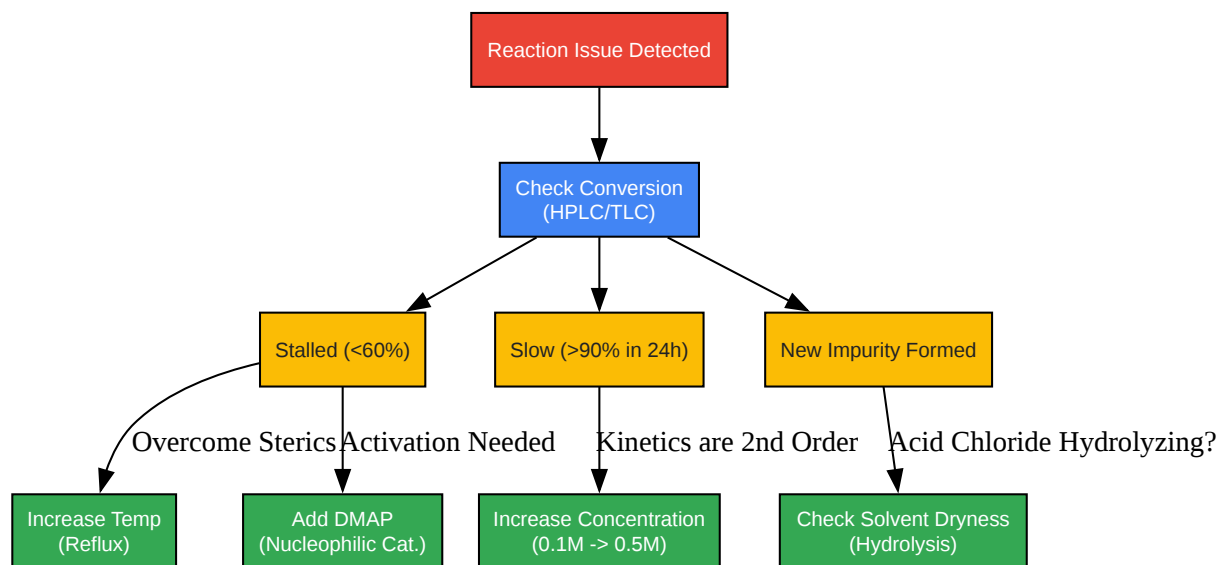 Reaction Issue Detected
Check Conversion
(HPLC/TLC)
Stalled (<60%)
Slow (>90% in 24h)
New Impurity Formed
Overcome Sterics
Activation Needed
Kinetics are 2nd Order
Acid Chloride Hydrolyzing?
Increase Temp
(Reflux)
Add DMAP
(Nucleophilic Cat.)
Increase Concentration
(0.1M -> 0.5M)
Check Solvent Dryness
(Hydrolysis)